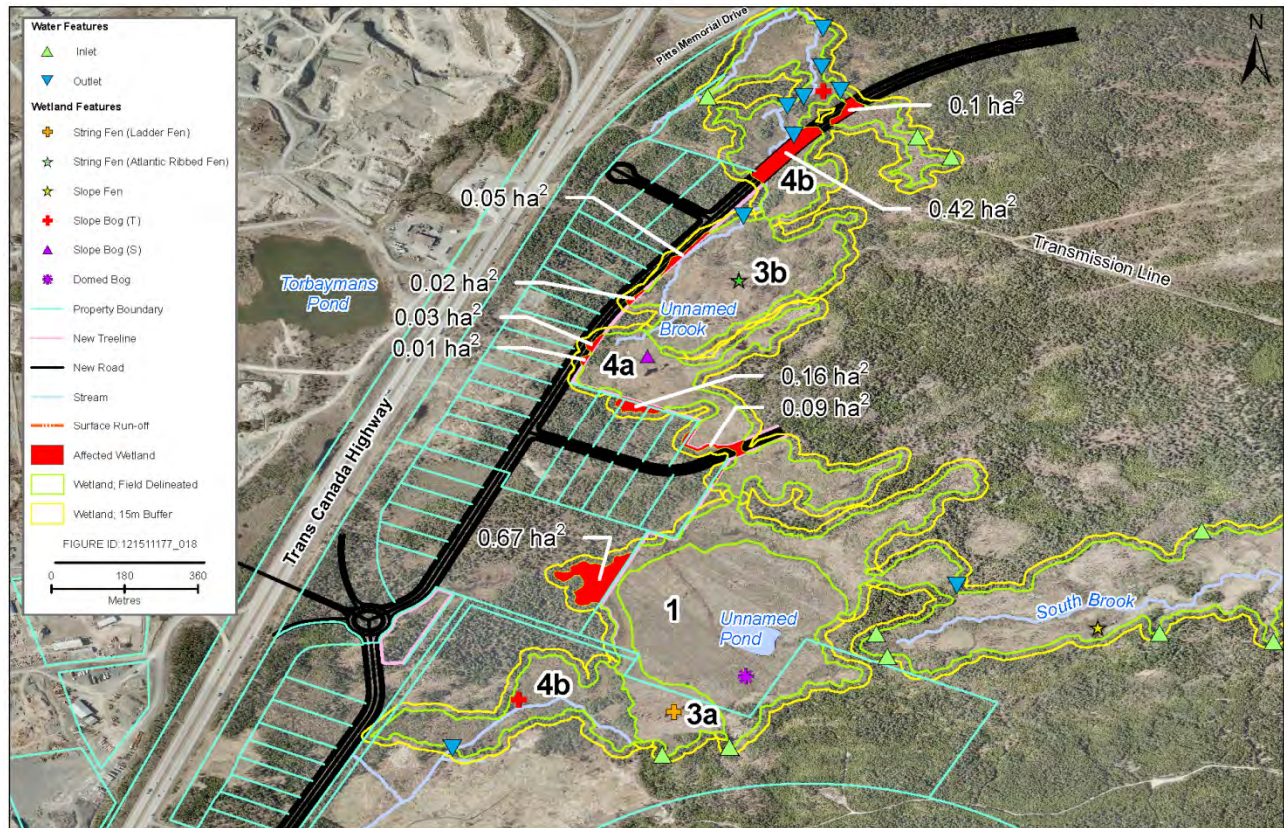 Water Features
Inlet
Outlet
Wetland Features
String Fen (Ladder Fen)
String Fen (Atlantic Ribbed Fen)
Slope Fen
Slope Bog (T)
Slope Bog (S)
Domed Bog
Property Boundary
New Treeline
New Road
Stream
Surface Run-off
Affected Wetland
Wetland; Field Delineated
Wetland; 15m Buffer
FIGURE ID:121511177_018
0 180 360
Metres
Pitts Memorial Drive
N
0.1 ha²
4b
0.42 ha²
0.05 ha²
Transmission Line
3b
0.02 ha²
Torbaymans
Pond
Unnamed
Brook
0.03 ha²
0.01 ha²
4a
0.16 ha²
0.09 ha²
Trans Canada Highway
0.67 ha²
1
Unnamed
Pond
South Brook
4b
3a